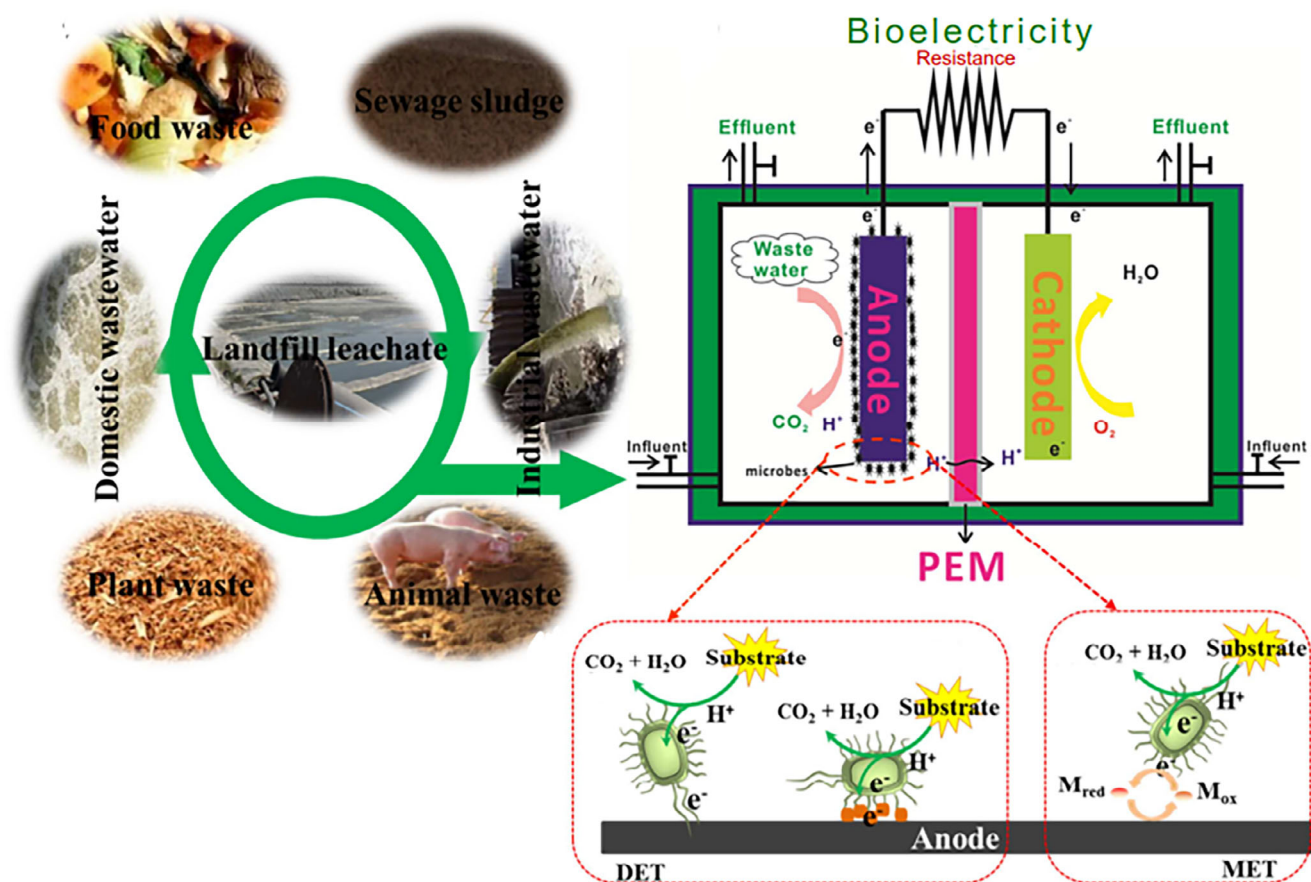 Food waste
Sewage sludge
Domestic wastewater
Landfill leachate
Industrial wastewater
Plant waste
Animal waste
Bioelectricity
Resistance
e⁻
e⁻
Effluent
Effluent
e⁻
e⁻
Waste
water
Anode
Cathode
H₂O
e⁻
CO₂
H⁺
O₂
e⁻
Influent
Influent
microbes
H⁺
H⁺
PEM
CO₂ + H₂O
Substrate
H⁺
e⁻
e⁻
CO₂ + H₂O
Substrate
H⁺
e⁻
e⁻
CO₂ + H₂O
Substrate
H⁺
e⁻
e⁻
Mred
Mox
Anode
DET
MET